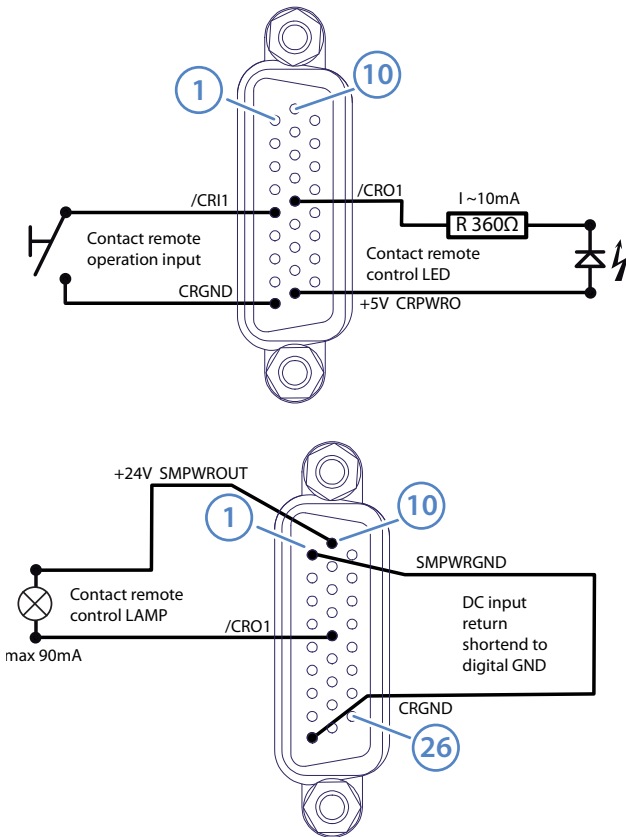 1
10
/CRI1
/CRO1
I ~10mA
R 360Ω
Contact remote
operation input
Contact remote
control LED
CRGND
+5V CRPWRO
+24V SMPWROUT
1
10
SMPWRGND
Contact remote
control LAMP
/CRO1
max 90mA
DC input
return
shortend to
digital GND
CRGND
26